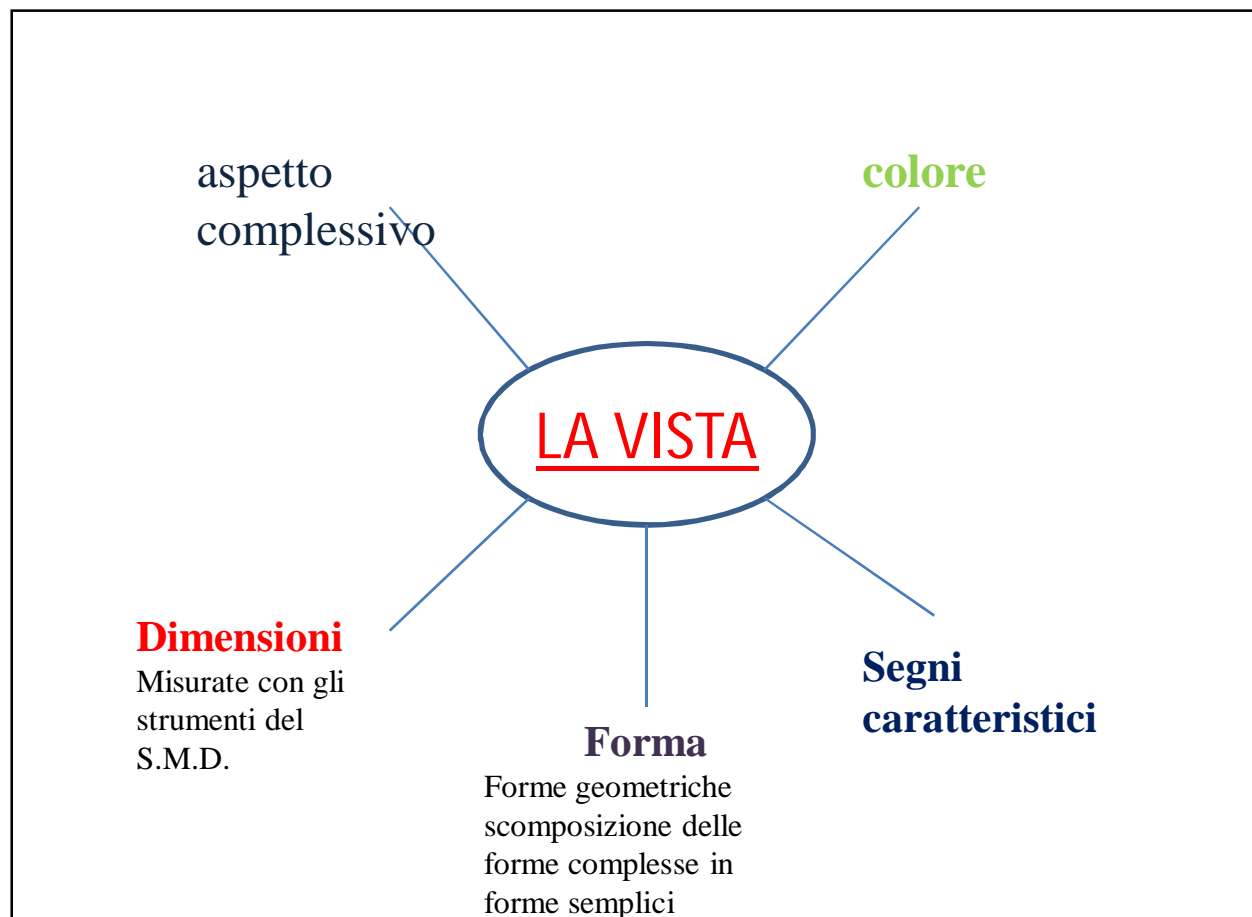 aspetto
complessivo
colore
LA VISTA
Dimensioni
Misurate con gli
strumenti del
S.M.D.
Segni
caratteristici
Forma
Forme geometriche
scomposizione delle
forme complesse in
forme semplici